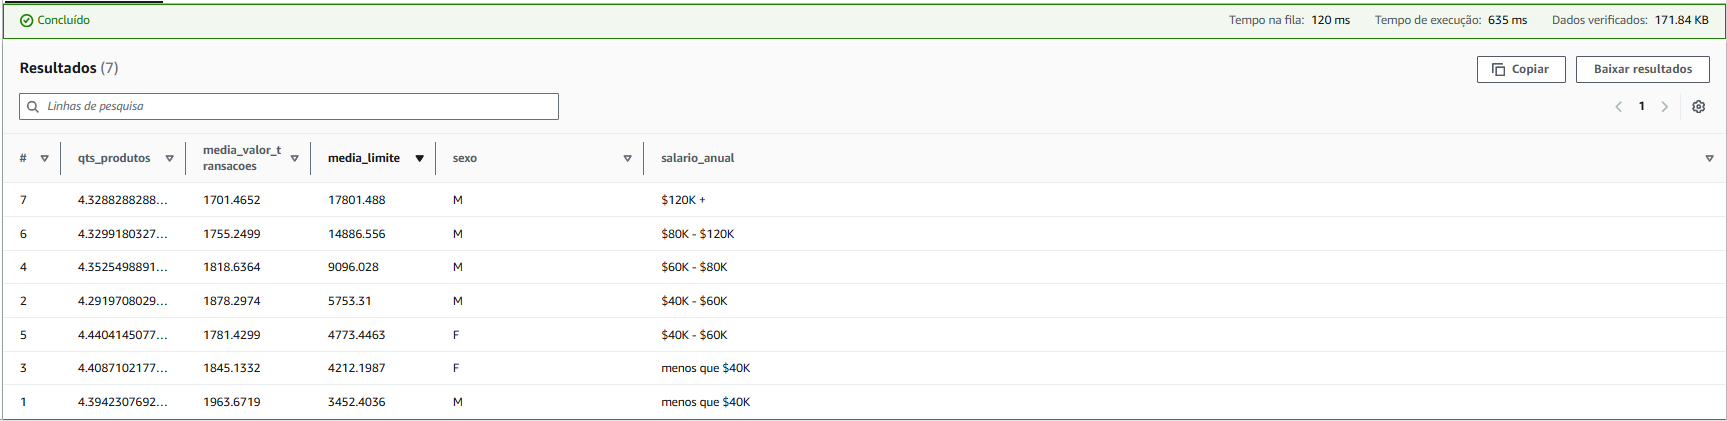 Concluído Tempo na fila: 120 ms Tempo de execução: 635 ms Dados verificados: 171.84 KB
Resultados (7) Copiar Baixar resultados
Linhas de pesquisa 1
# qts_produtos media_valor_t media_limite sexo salario_anual
ransacoes
7 4.3288288288... 1701.4652 17801.488 M $120K +
6 4.3299180327... 1755.2499 14886.556 M $80K - $120K
4 4.3525498891... 1818.6364 9096.028 M $60K - $80K
2 4.2919708029... 1878.2974 5753.31 M $40K - $60K
5 4.4404145077... 1781.4299 4773.4463 F $40K - $60K
3 4.4087102177... 1845.1332 4212.1987 F menos que $40K
1 4.3942307692... 1963.6719 3452.4036 M menos que $40K